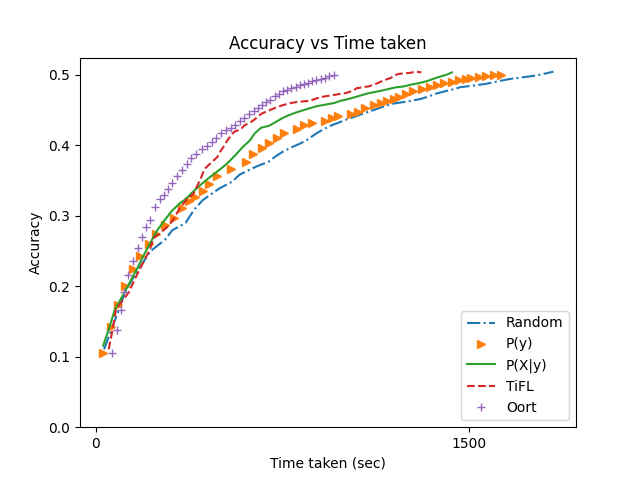 Accuracy vs Time taken
0.5
0.4
0.3
0.2
0.1
0.0
Accuracy
0
1500
Time taken (sec)
Random
P(y)
P(X|y)
TiFL
Oort